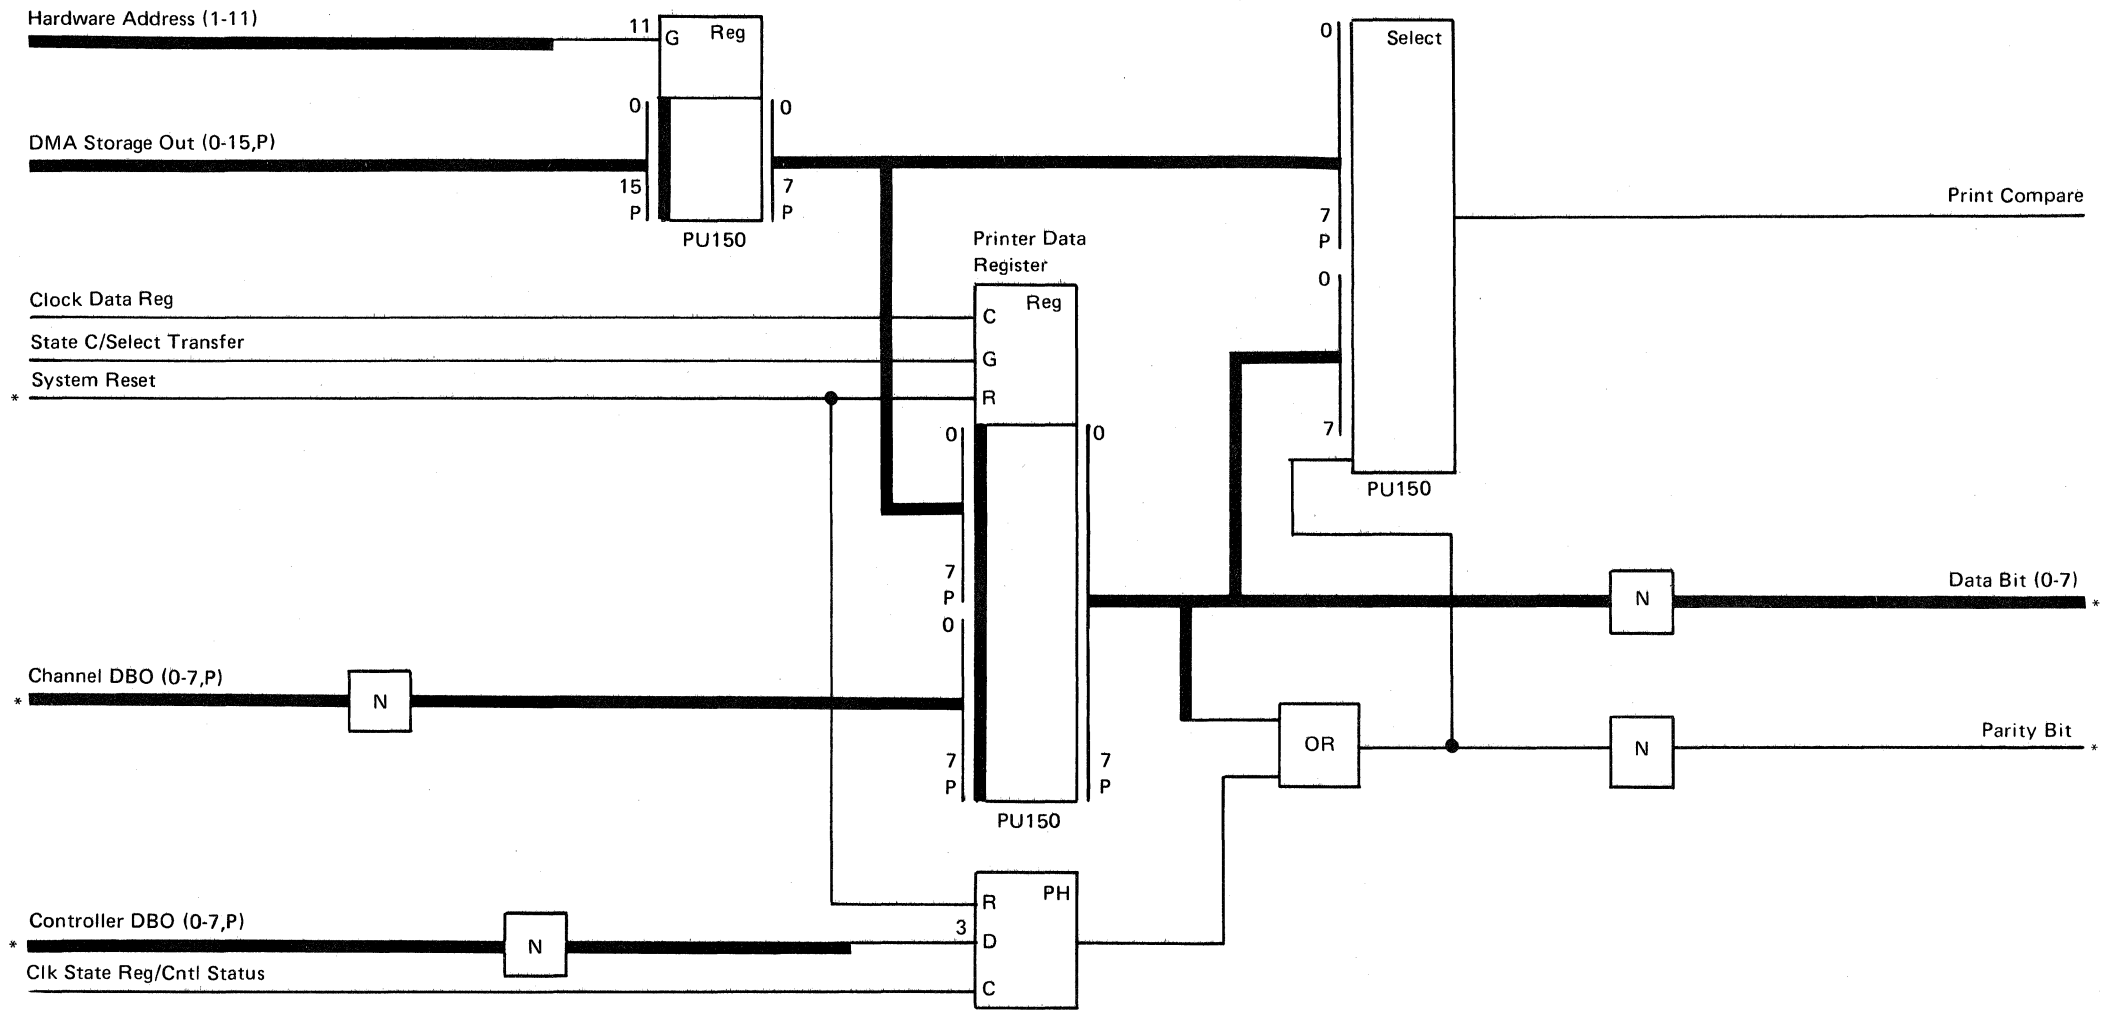 Hardware Address (1-11)
11
G Reg
0
Select
DMA Storage Out (0-15,P)
0
0
15
P
7
P
PU150
7
P
Print Compare
Printer Data
Register
0
Clock Data Reg
C Reg
State C/Select Transfer
G
System Reset
* R
0
0
7
PU150
7
P
0
N
Data Bit (0-7)
*
Channel DBO (0-7,P)
* N
7
P
7
P
OR
N
Parity Bit
*
PU150
R PH
Controller DBO (0-7,P)
* N
3
D
Clk State Reg/Cntl Status
C